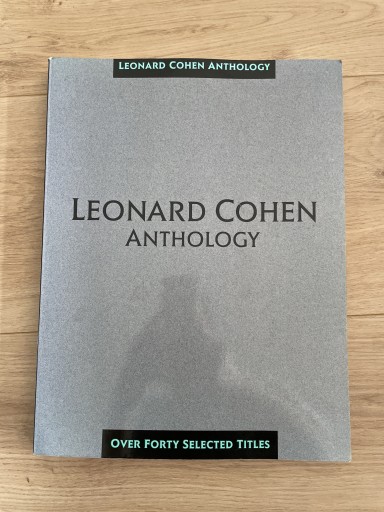 LEONARD COHEN ANTHOLOGY
LEONARD COHEN
ANTHOLOGY
OVER FORTY SELECTED TITLES